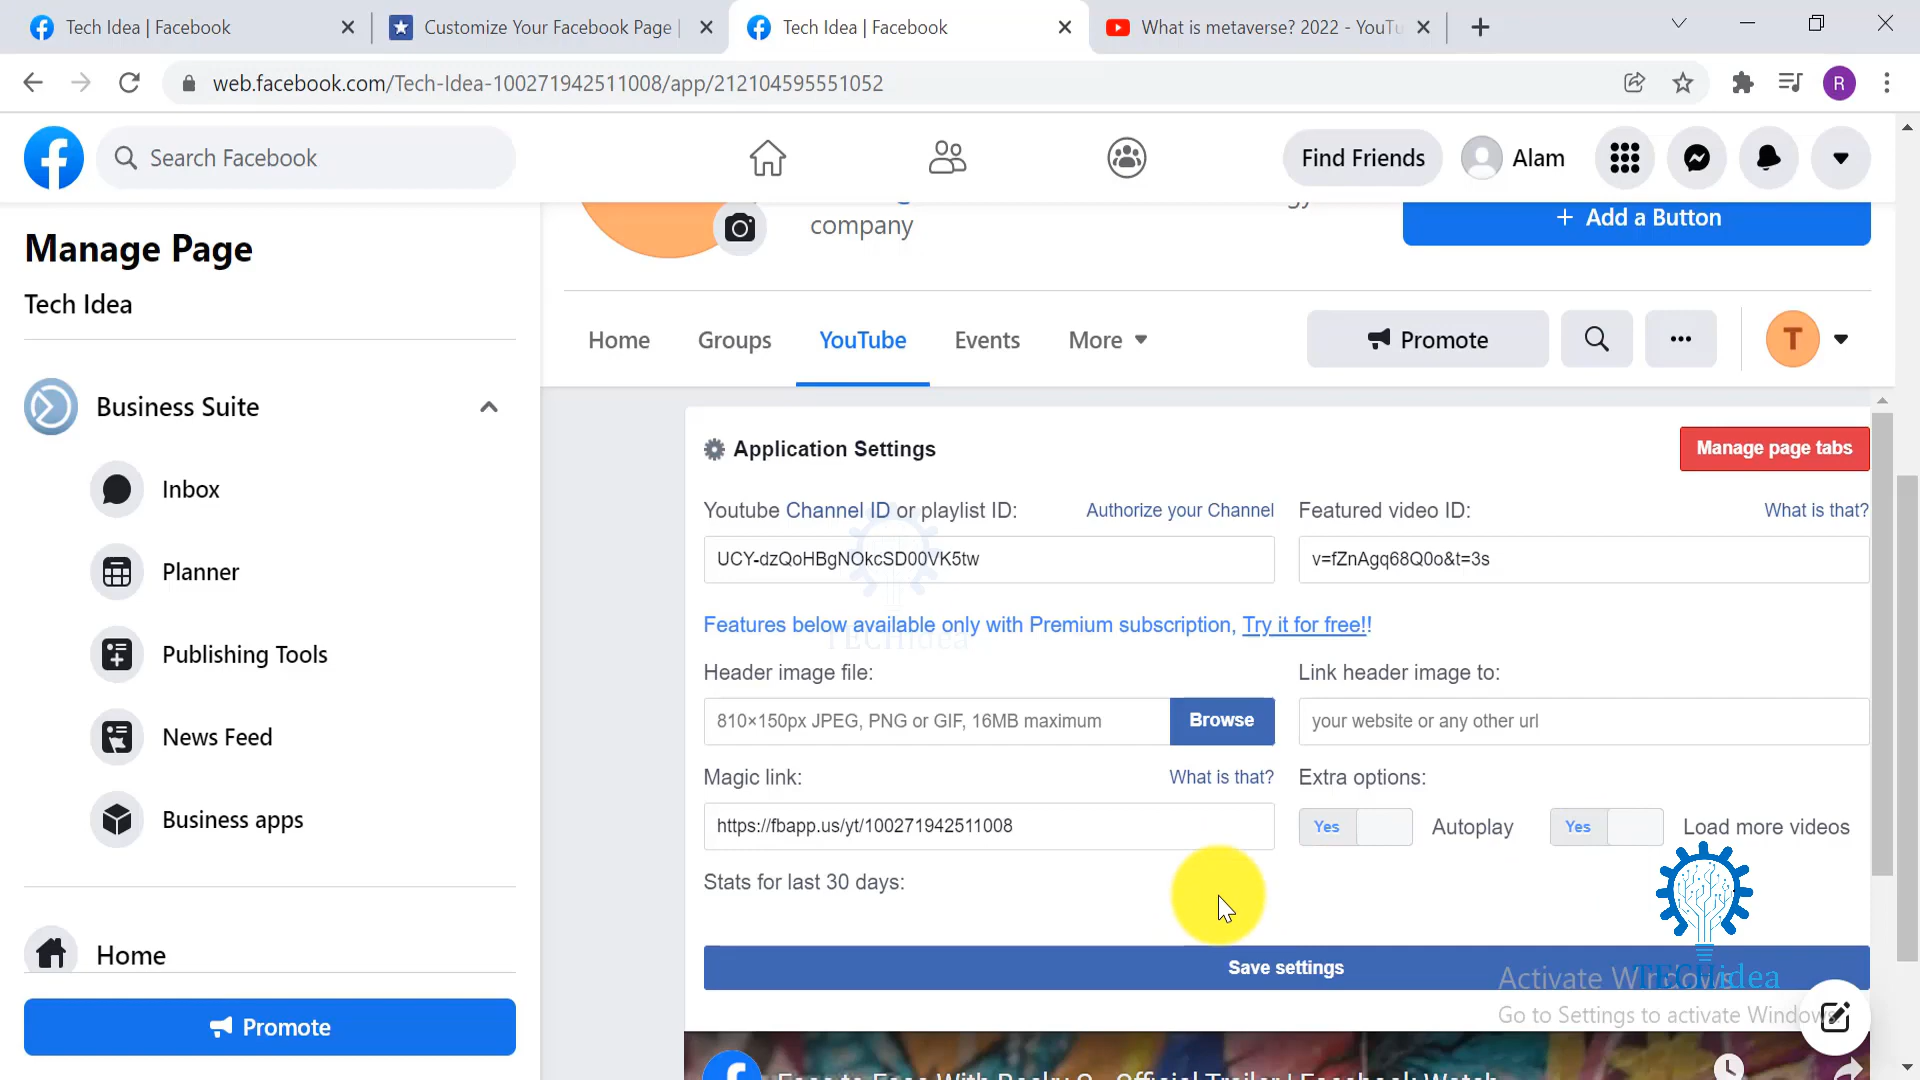 Tech Idea | Facebook
Customize Your Facebook Page |
Tech Idea | Facebook
What is metaverse? 2022 - YouTu
web.facebook.com/Tech-Idea-100271942511008/app/212104595551052
R
Search Facebook
Find Friends
Alam
Manage Page
Tech Idea
company
+ Add a Button
Home
Groups
YouTube
Events
More
Promote
T
Business Suite
Inbox
Planner
Publishing Tools
News Feed
Business apps
Home
Promote
Application Settings
Manage page tabs
Youtube Channel ID or playlist ID:
Authorize your Channel
Featured video ID:
What is that?
UCY-dzQoHBgNOkcSD00VK5tw
v=fZnAgq68Q0o&t=3s
Features below available only with Premium subscription, Try it for free!!
TECHidea
Header image file:
Link header image to:
810×150px JPEG, PNG or GIF, 16MB maximum
Browse
your website or any other url
Magic link:
What is that?
Extra options:
https://fbapp.us/yt/100271942511008
Yes
Autoplay
Yes
Load more videos
Stats for last 30 days:
Save settings
TECHidea
Activate Windows
Go to Settings to activate Windows.